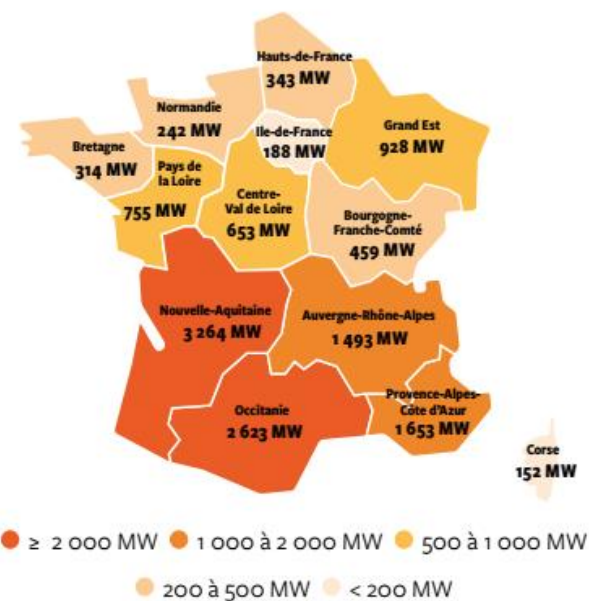 Hauts-de-France
343 MW
Normandie
242 MW
Ile-de-France
188 MW
Grand Est
928 MW
Bretagne
314 MW
Pays de
la Loire
755 MW
Centre-
Val de Loire
653 MW
Bourgogne-
Franche-Comté
459 MW
Nouvelle-Aquitaine
3 264 MW
Auvergne-Rhône-Alpes
1 493 MW
Occitanie
2 623 MW
Provence-Alpes-
Côte d'Azur
1 653 MW
Corse
152 MW
≥ 2 000 MW 1 000 à 2 000 MW 500 à 1 000 MW
200 à 500 MW < 200 MW